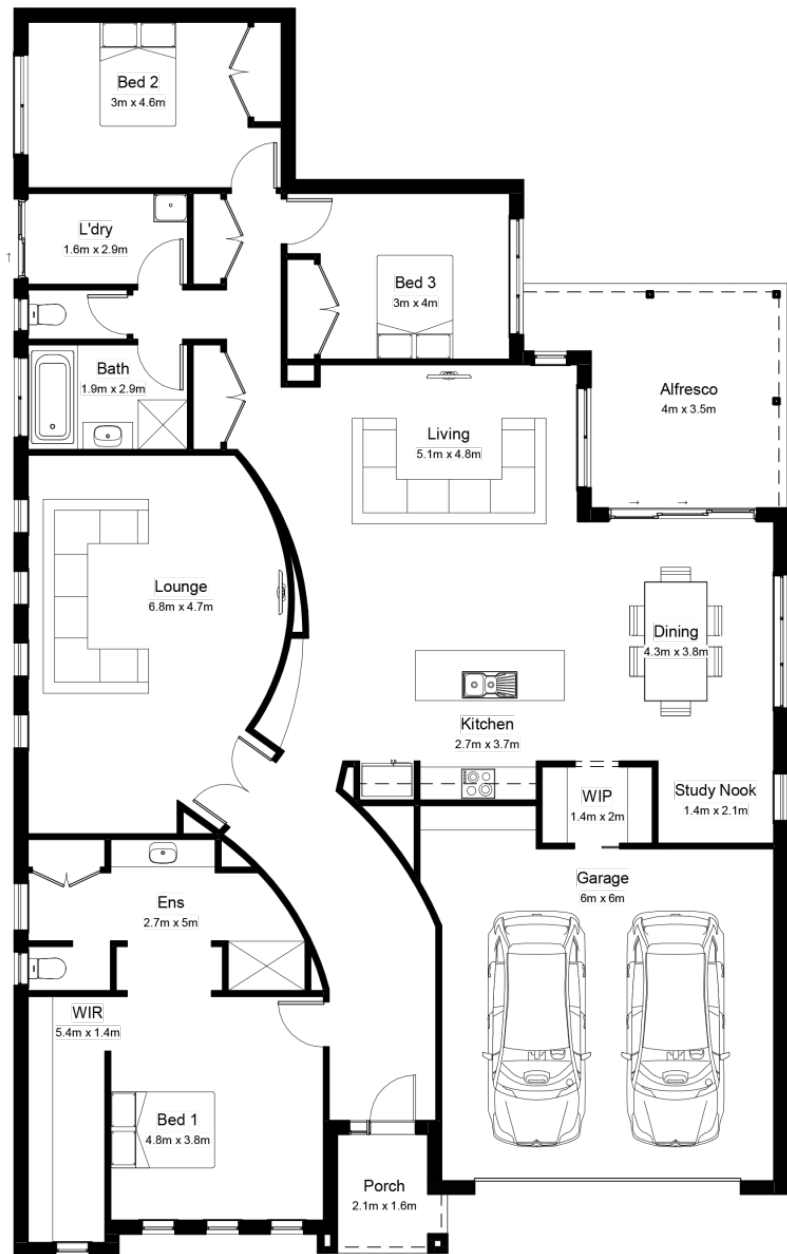 Bed 2
3m x 4.6m
L'dry
1.6m x 2.9m
Bed 3
3m x 4m
Bath
1.9m x 2.9m
Alfresco
4m x 3.5m
Living
5.1m x 4.8m
Lounge
6.8m x 4.7m
Dining
4.3m x 3.8m
Kitchen
2.7m x 3.7m
WIP
1.4m x 2m
Study Nook
1.4m x 2.1m
Garage
6m x 6m
Ens
2.7m x 5m
WIR
5.4m x 1.4m
Bed 1
4.8m x 3.8m
Porch
2.1m x 1.6m